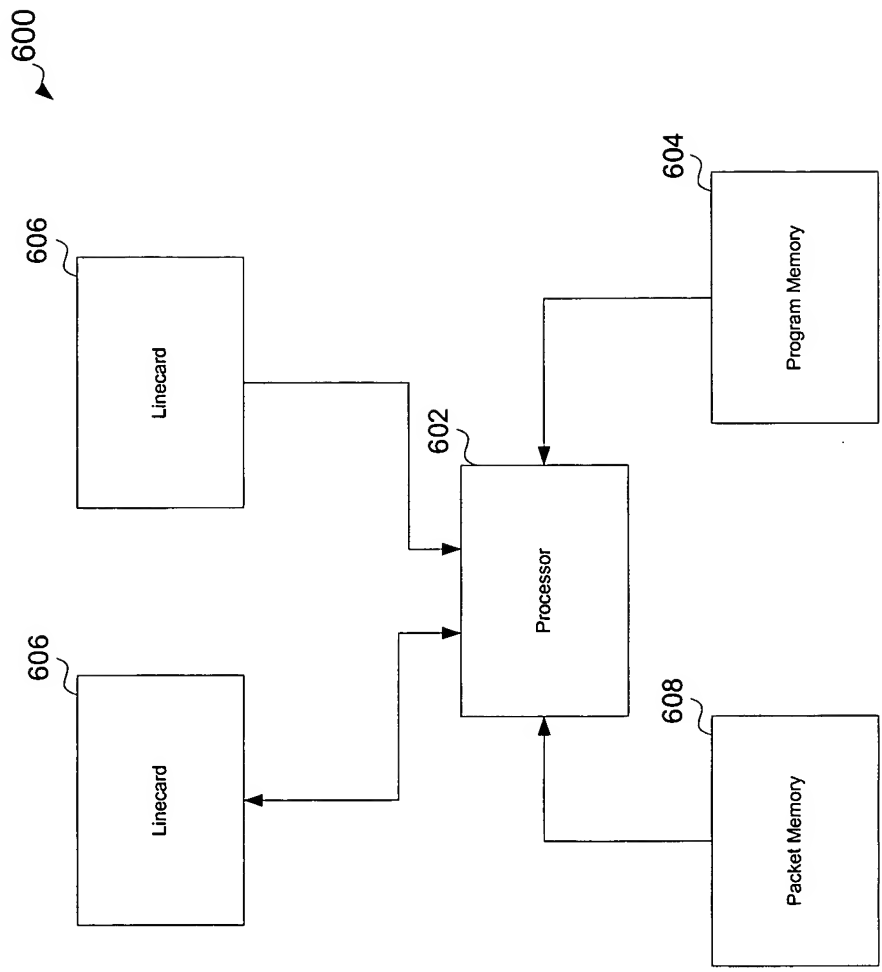 600
606
Linecard
606
Linecard
602
Processor
604
Program Memory
608
Packet Memory